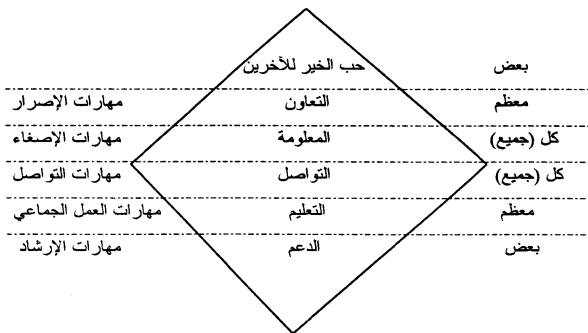 بعض حب الخير للآخرين
معظم التعاون مهارات الإصرار
كل (جميع) المعلومة مهارات الإصغاء
كل (جميع) التواصل مهارات التواصل
معظم التعليم مهارات العمل الجماعي
بعض الدعم مهارات الإرشاد